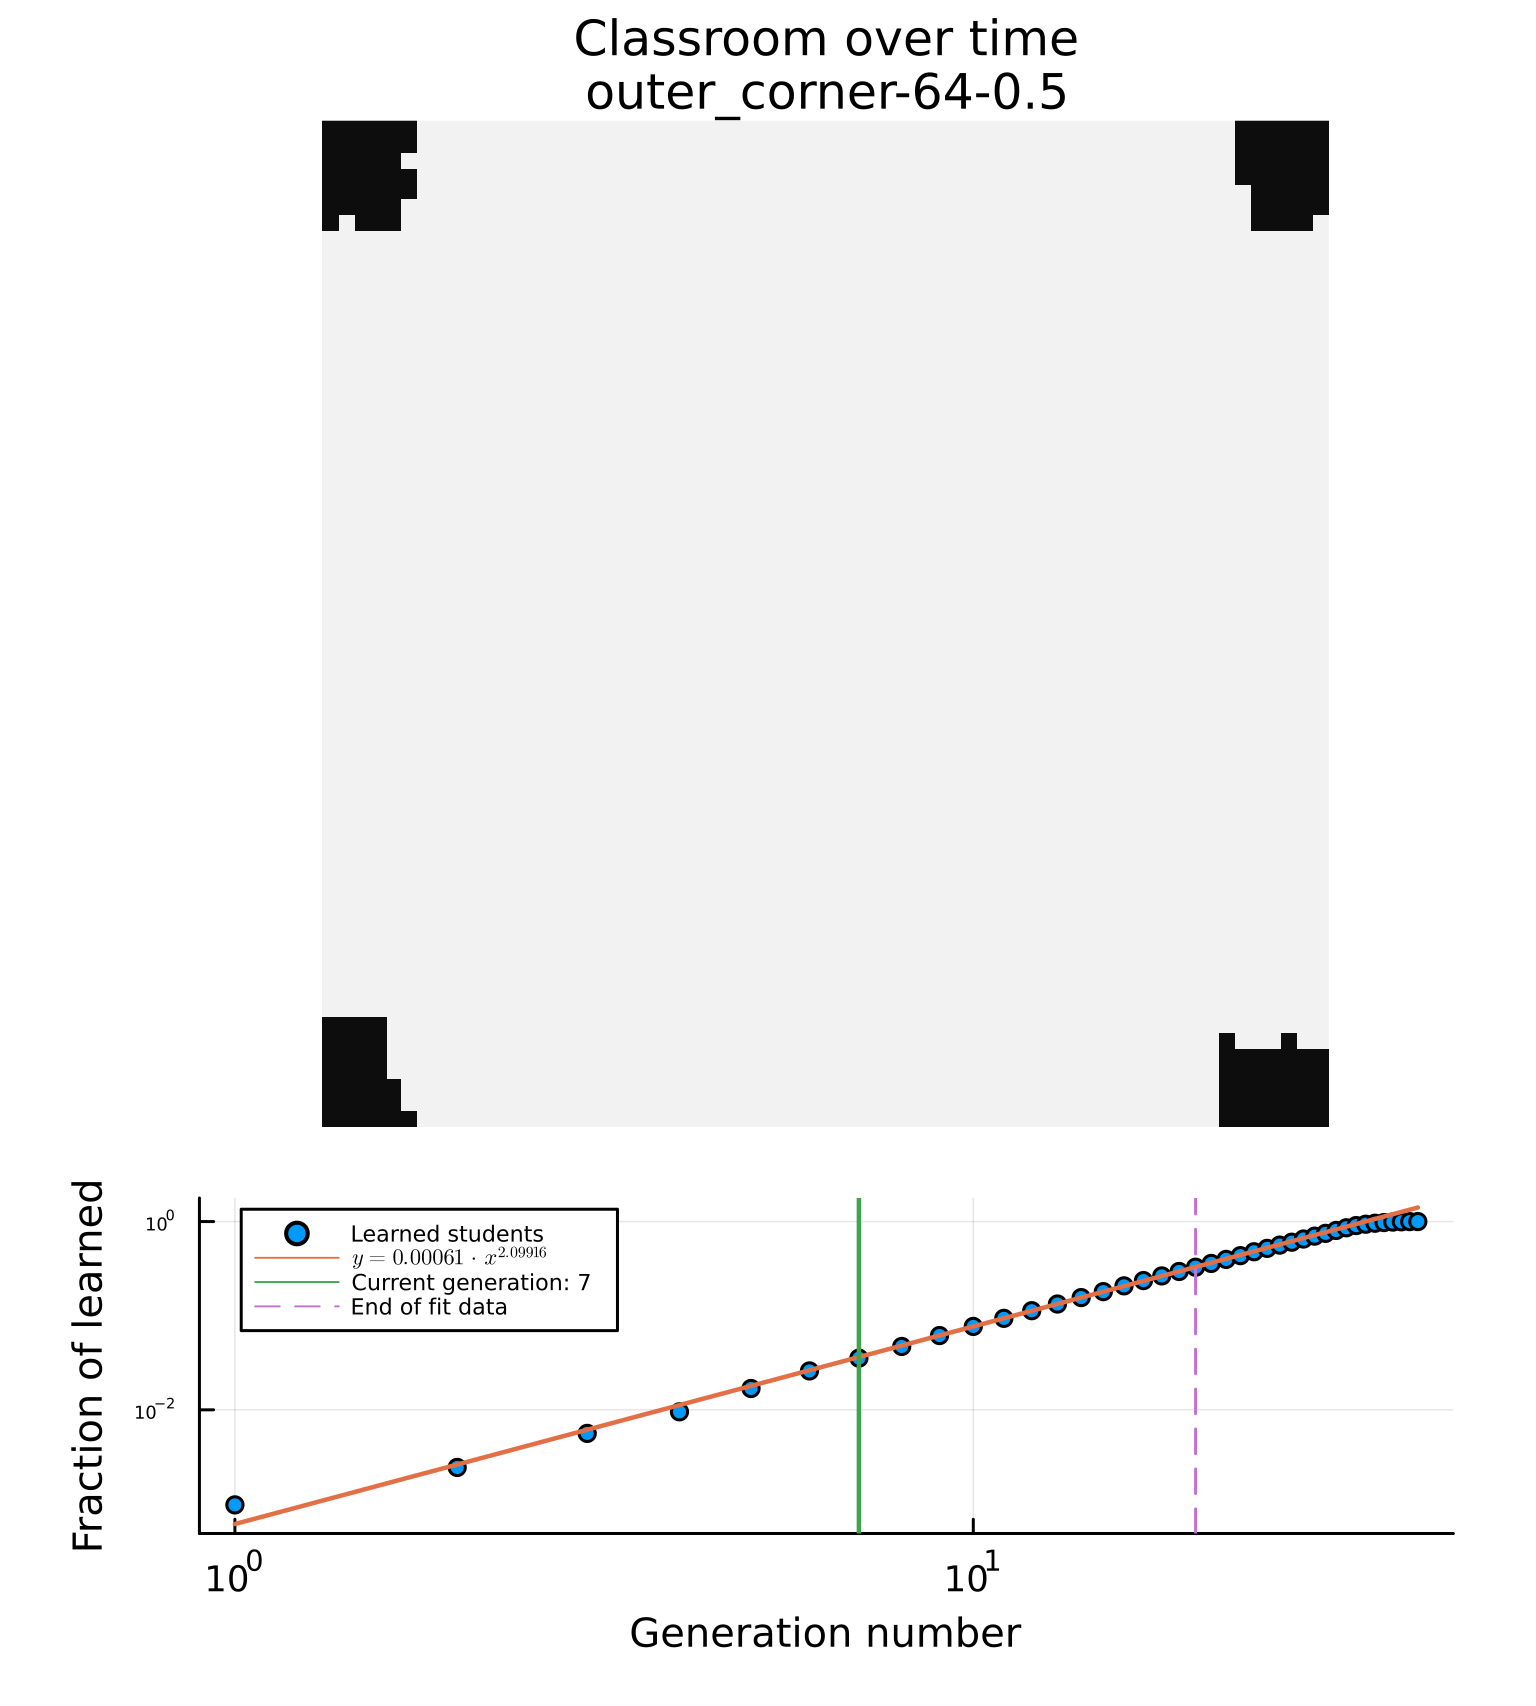 Classroom over time
outer_corner-64-0.5
Fraction of learned
10^0
10^-2
Learned students
y = 0.00061 · x^2.09916
Current generation: 7
End of fit data
10^0
10^1
Generation number